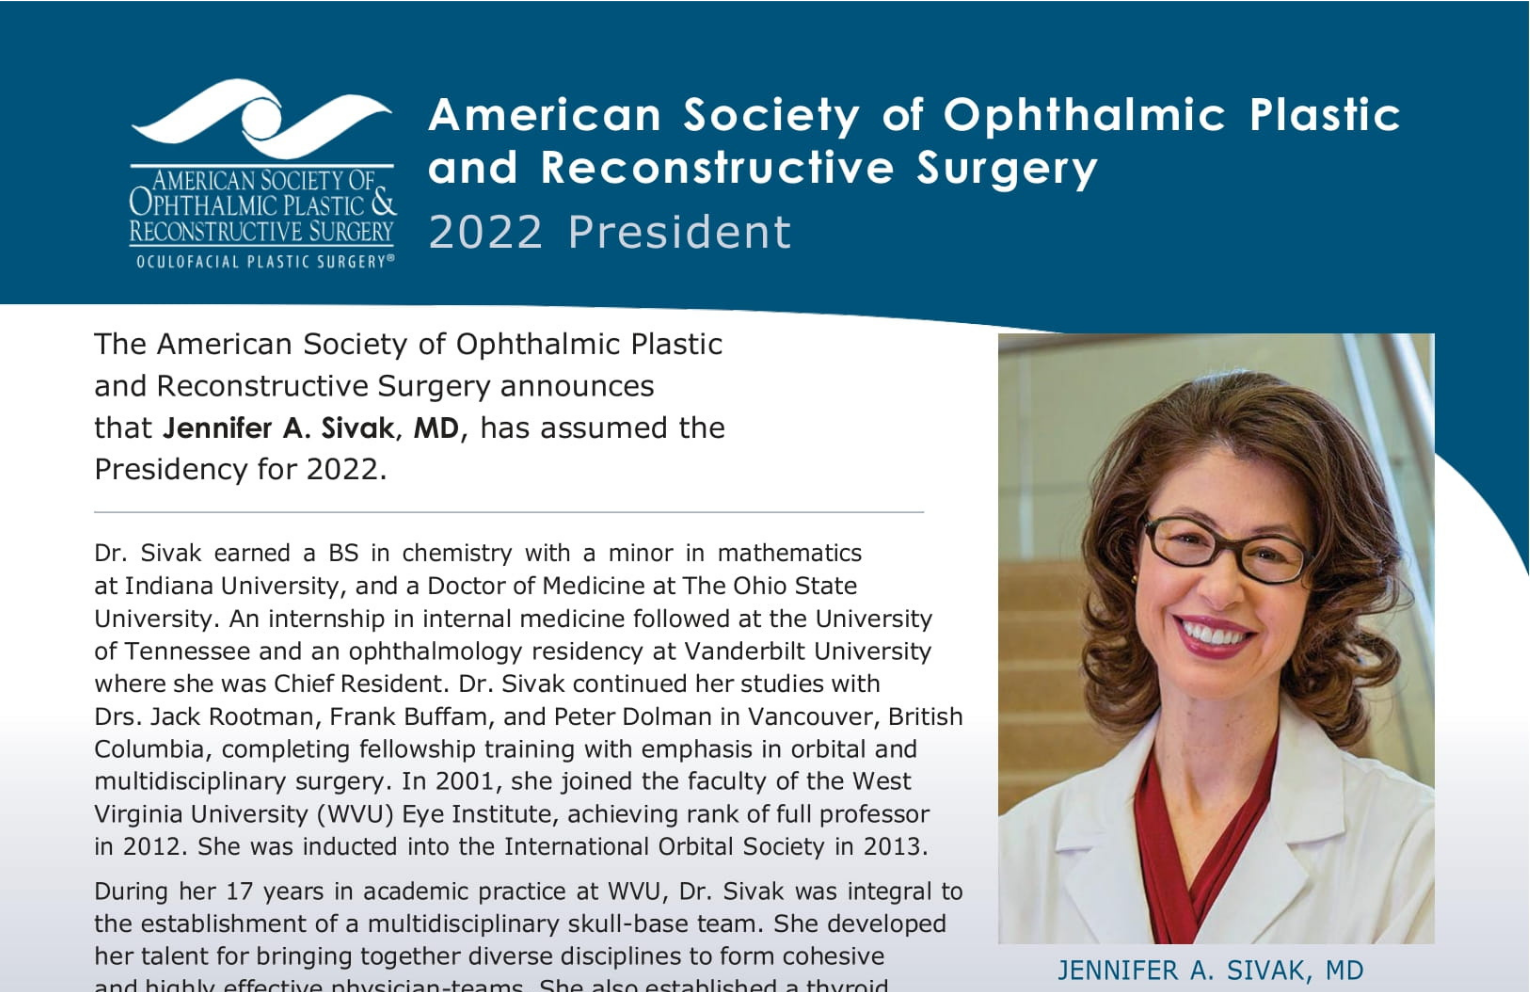 AMERICAN SOCIETY OF
OPHTHALMIC PLASTIC &
RECONSTRUCTIVE SURGERY
OCULOFACIAL PLASTIC SURGERY®
American Society of Ophthalmic Plastic
and Reconstructive Surgery
2022 President
The American Society of Ophthalmic Plastic
and Reconstructive Surgery announces
that Jennifer A. Sivak, MD, has assumed the
Presidency for 2022.
Dr. Sivak earned a BS in chemistry with a minor in mathematics
at Indiana University, and a Doctor of Medicine at The Ohio State
University. An internship in internal medicine followed at the University
of Tennessee and an ophthalmology residency at Vanderbilt University
where she was Chief Resident. Dr. Sivak continued her studies with
Drs. Jack Rootman, Frank Buffam, and Peter Dolman in Vancouver, British
Columbia, completing fellowship training with emphasis in orbital and
multidisciplinary surgery. In 2001, she joined the faculty of the West
Virginia University (WVU) Eye Institute, achieving rank of full professor
in 2012. She was inducted into the International Orbital Society in 2013.
During her 17 years in academic practice at WVU, Dr. Sivak was integral to
the establishment of a multidisciplinary skull-base team. She developed
her talent for bringing together diverse disciplines to form cohesive
and highly effective physician-teams. She also established a thyroid
JENNIFER A. SIVAK, MD